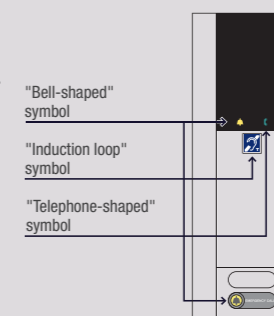 "Bell-shaped"
symbol
"Induction loop"
symbol
"Telephone-shaped"
symbol